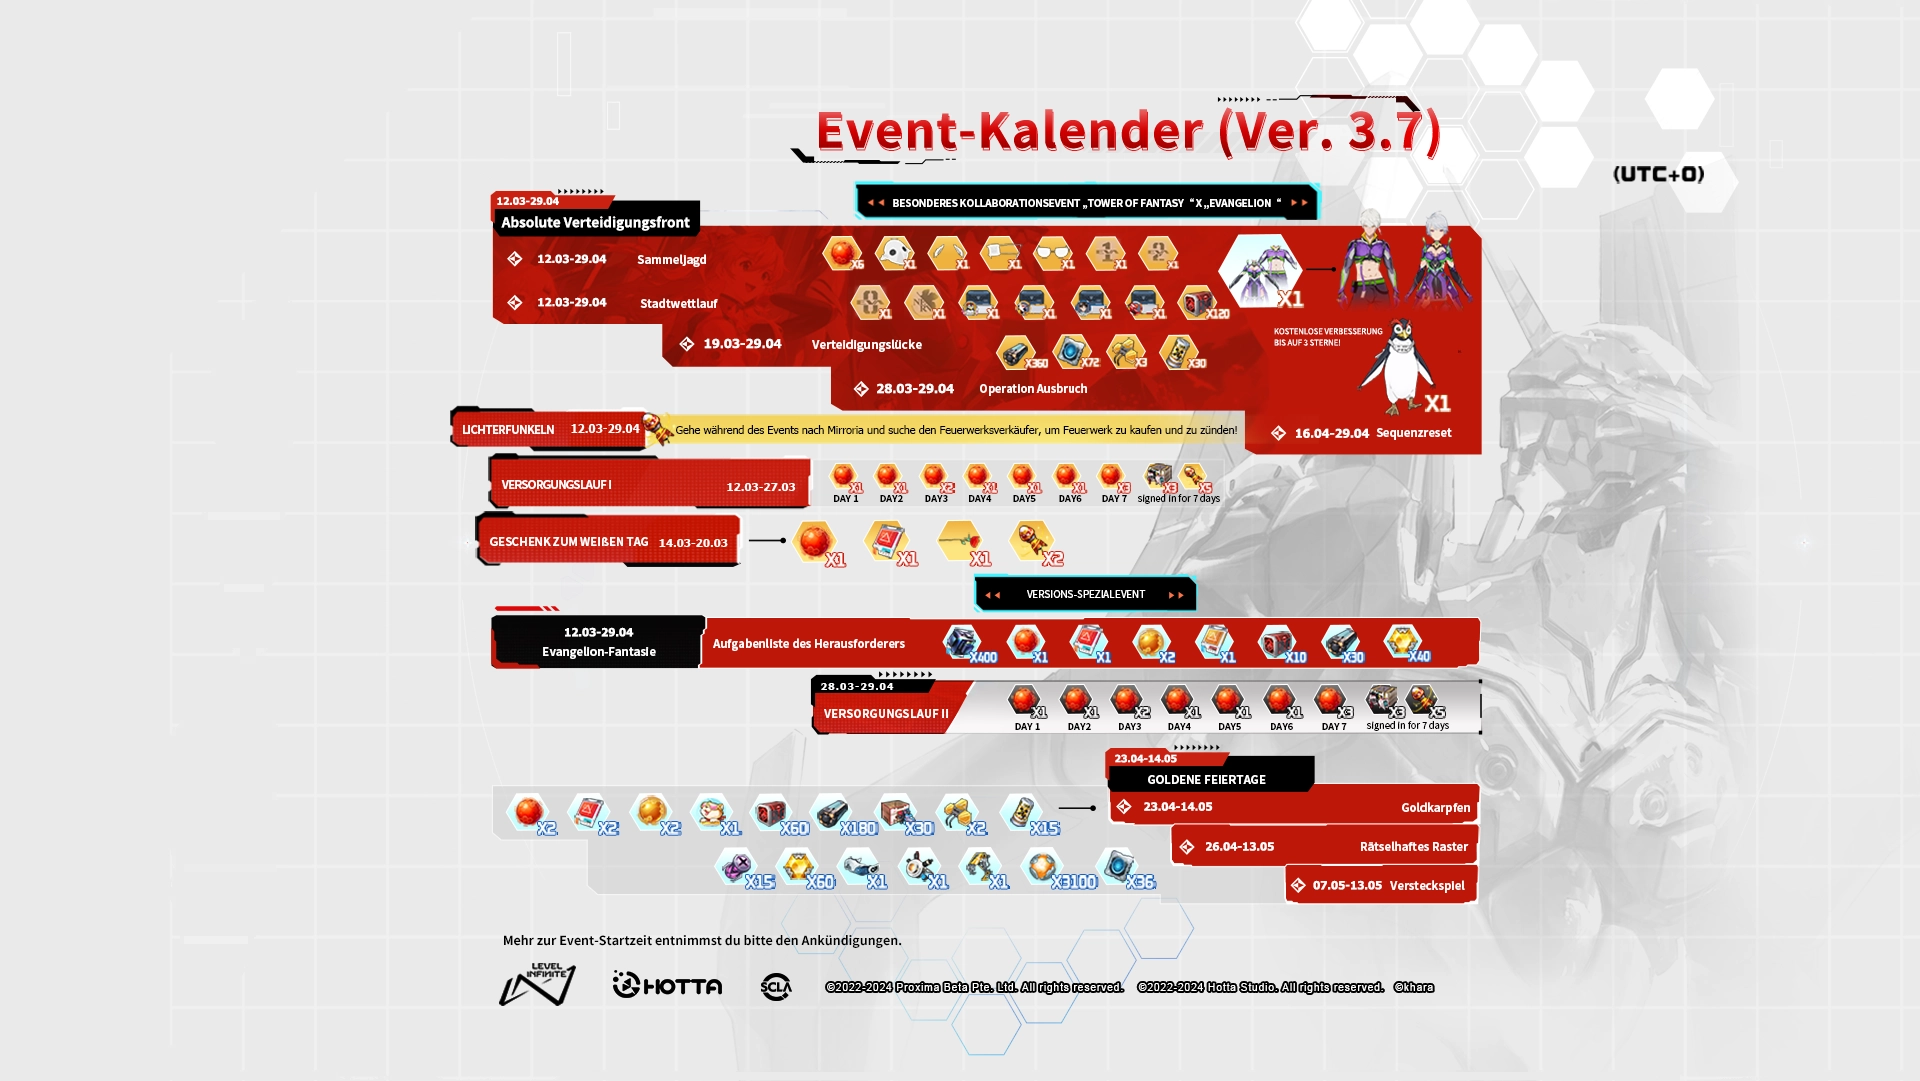 Event-Kalender (Ver. 3.7)
(UTC+0)
BESONDERES KOLLABORATIONSEVENT „TOWER OF FANTASY “ X „EVANGELION “
12.03-29.04
Absolute Verteidigungsfront
12.03-29.04 Sammeljagd
X6 X1 X1 X1 X1 X1 X1
12.03-29.04 Stadtwettlauf
X1 X1 X1 X1 X1 X1 X120
X1
19.03-29.04 Verteidigungslücke
X360 X72 X3 X30
28.03-29.04 Operation Ausbruch
KOSTENLOSE VERBESSERUNG
BIS AUF 3 STERNE!
X1
16.04-29.04 Sequenzreset
LICHTERFUNKELN 12.03-29.04
Gehe während des Events nach Mirroria und suche den Feuerwerksverkäufer, um Feuerwerk zu kaufen und zu zünden!
VERSORGUNGSLAUF I 12.03-27.03
X1 X1 X2 X1 X1 X1 X3 X3 X5
DAY 1 DAY2 DAY3 DAY4 DAY5 DAY6 DAY 7 signed in for 7 days
GESCHENK ZUM WEIßEN TAG 14.03-20.03
X1 X1 X1 X2
VERSIONS-SPEZIALEVENT
12.03-29.04
Evangelion-Fantasie
Aufgabenliste des Herausforderers
X400 X1 X1 X2 X1 X10 X30 X40
28.03-29.04
VERSORGUNGSLAUF II
X1 X1 X2 X1 X1 X1 X3 X3 X5
DAY 1 DAY2 DAY3 DAY4 DAY5 DAY6 DAY 7 signed in for 7 days
23.04-14.05
GOLDENE FEIERTAGE
23.04-14.05 Goldkarpfen
26.04-13.05 Rätselhaftes Raster
07.05-13.05 Versteckspiel
X2 X2 X2 X1 X60 X180 X30 X2 X15
X15 X60 X1 X1 X1 X3100 X36
Mehr zur Event-Startzeit entnimmst du bitte den Ankündigungen.
LEVEL INFINITE
HOTTA
SCLA
©2022-2024 Proxima Beta Pte. Ltd. All rights reserved. ©2022-2024 Hotta Studio. All rights reserved. ©khara